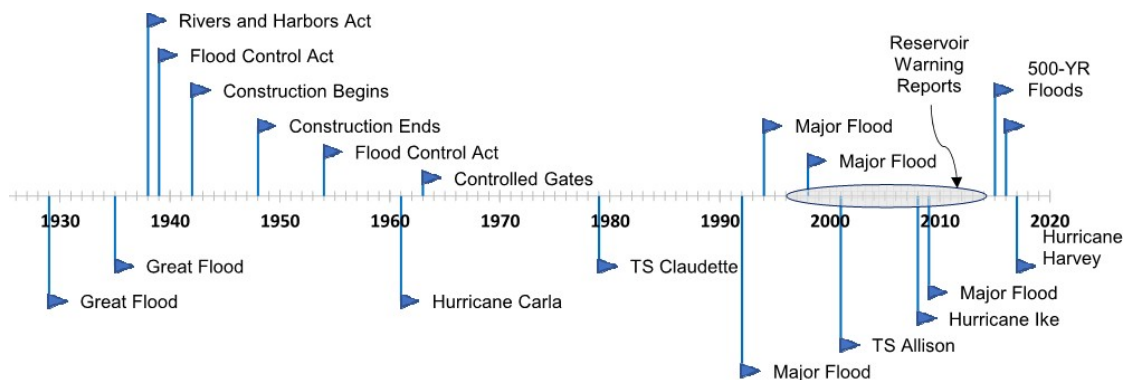 Rivers and Harbors Act
Flood Control Act
Construction Begins
Construction Ends
Flood Control Act
Controlled Gates
Major Flood
Major Flood
Reservoir
Warning
Reports
500-YR
Floods
1930 1940 1950 1960 1970 1980 1990 2000 2010 2020
Great Flood
Great Flood
Hurricane Carla
TS Claudette
Major Flood
TS Allison
Hurricane Ike
Major Flood
Hurricane
Harvey